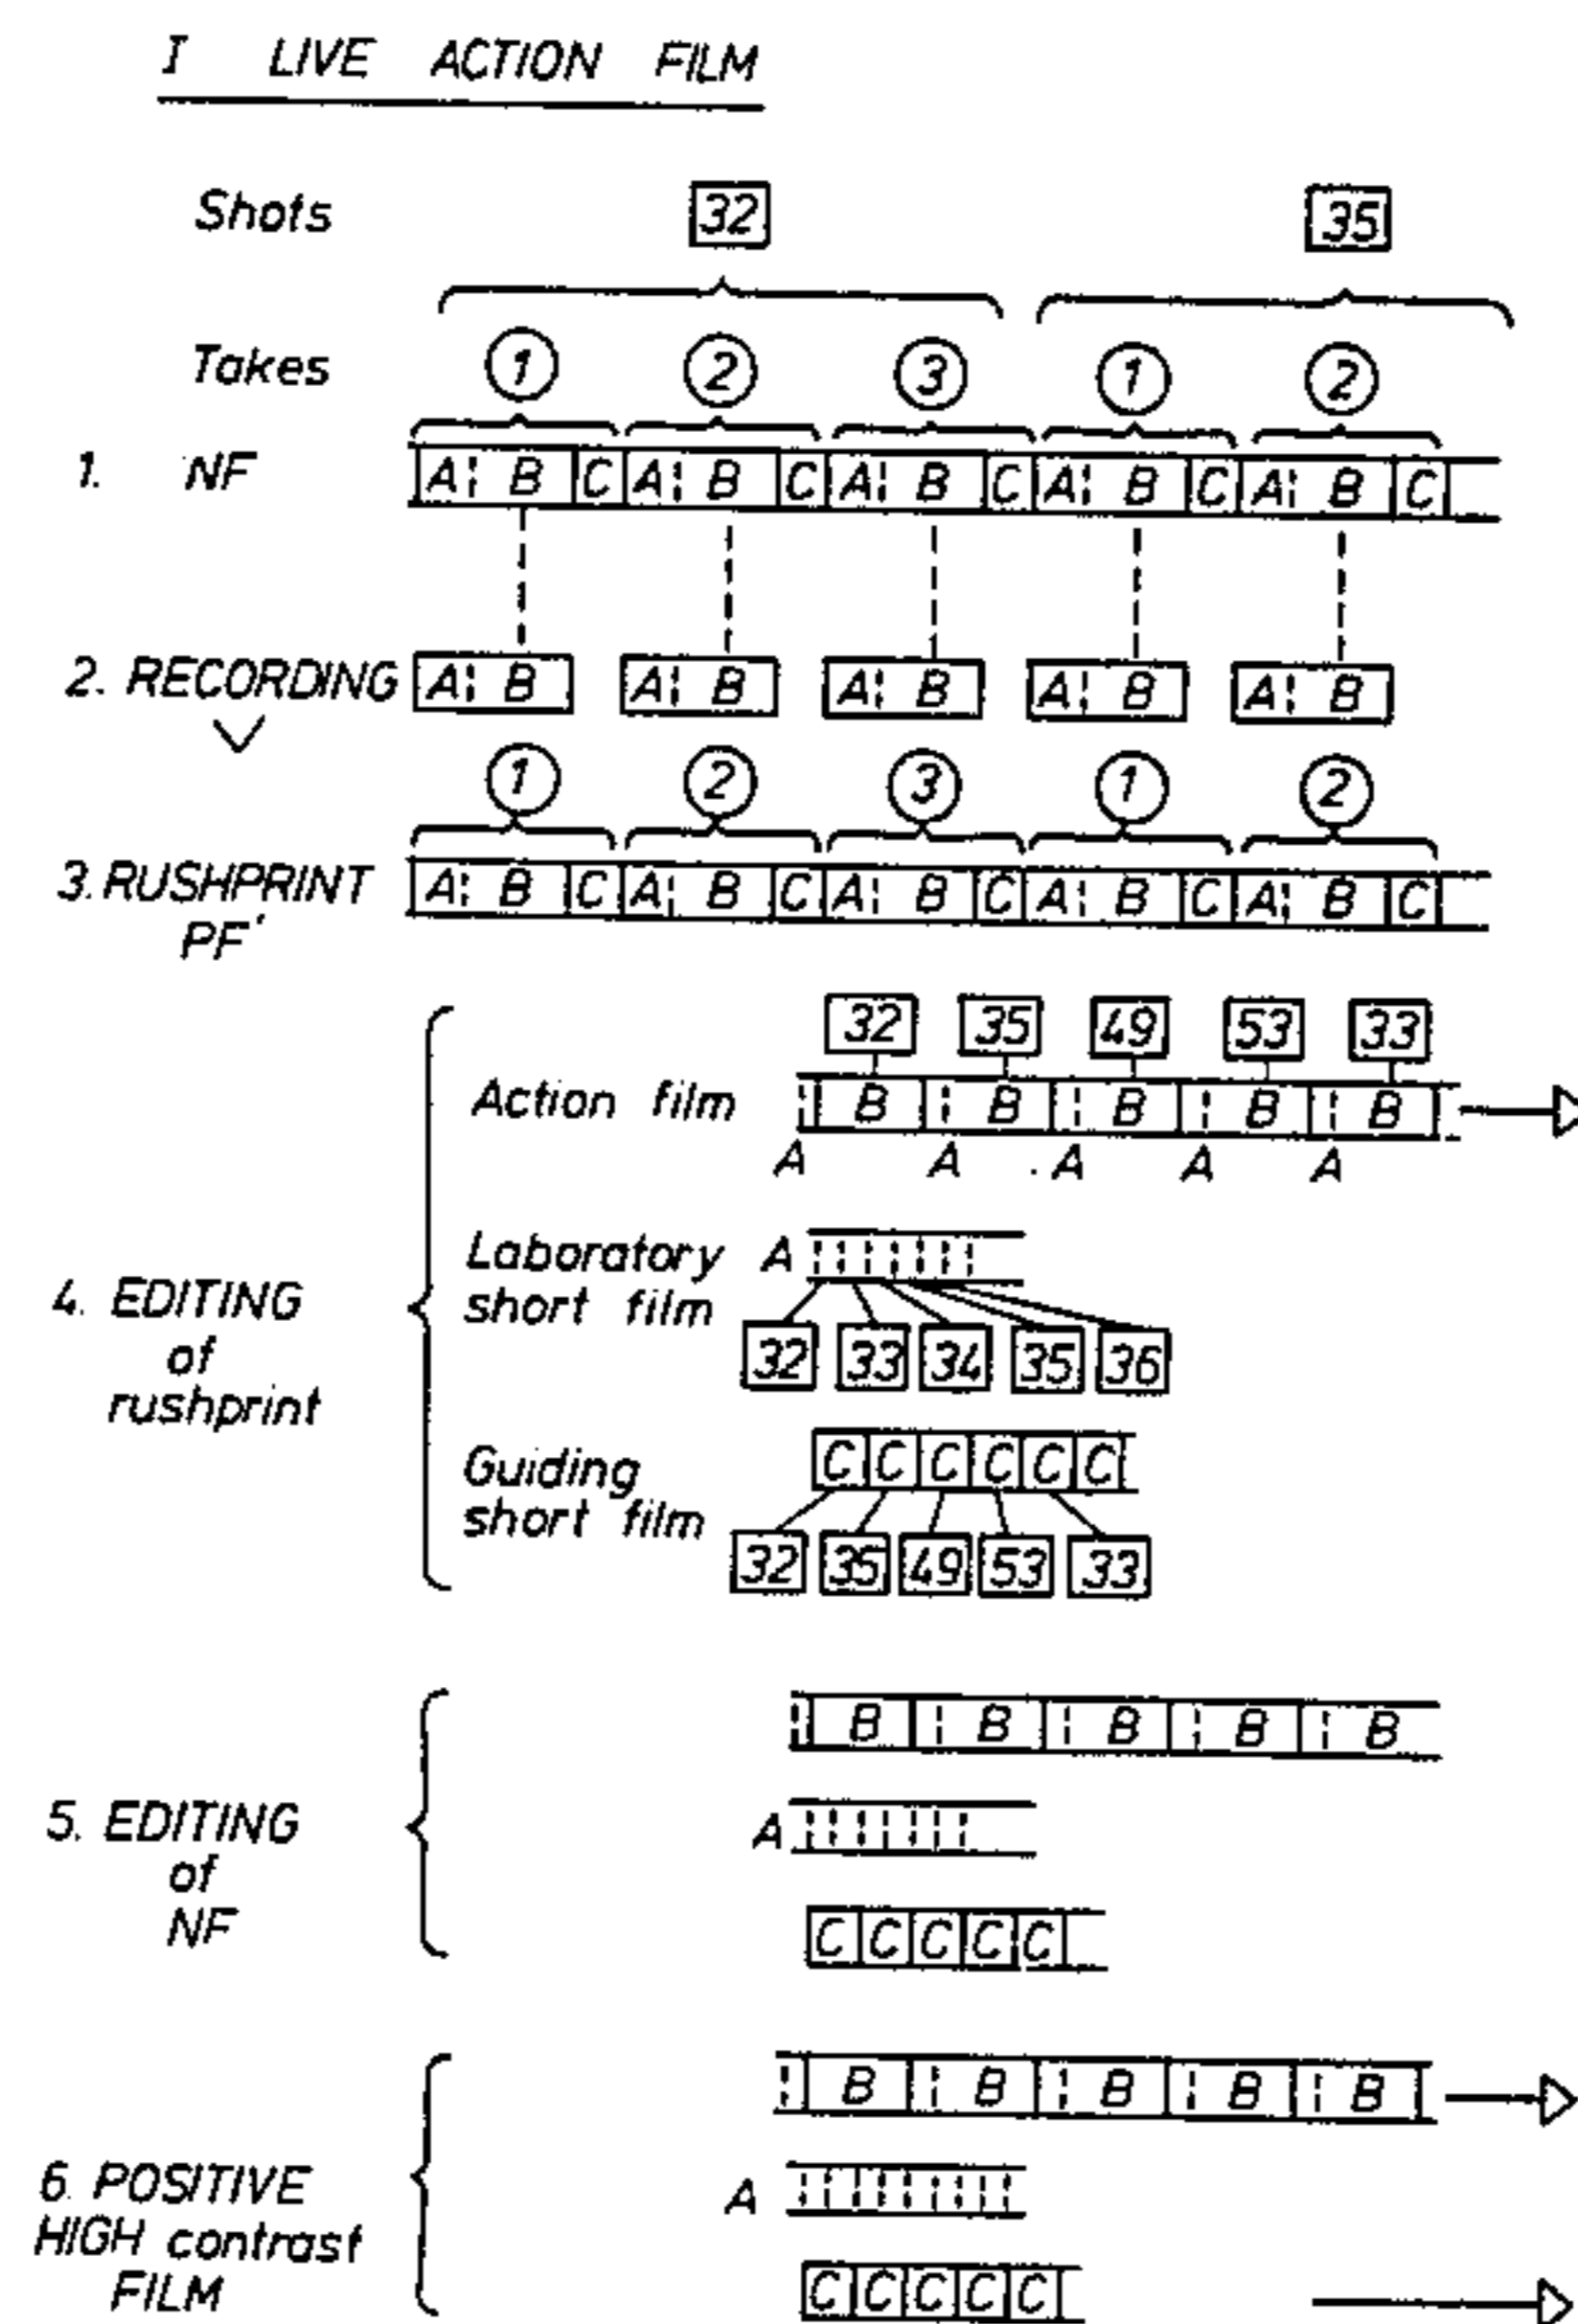 I LIVE ACTION FILM
Shots 32 35
Takes 1 2 3 1 2
1. NF A B C A B C A B C A B C A B C
2. RECORDING A B A B A B A B A B
1 2 3 1 2
3. RUSHPRINT A B C A B C A B C A B C A B C
PF'
32 35 49 53 33
Action film B B B B B
A A A A A
Laboratory A
short film
32 33 34 35 36
4. EDITING
of
rushprint
Guiding C C C C C C
short film
32 35 49 53 33
B B B B B
5. EDITING A
of
NF
C C C C C
B B B B B
6. POSITIVE A
HIGH contrast
FILM C C C C C